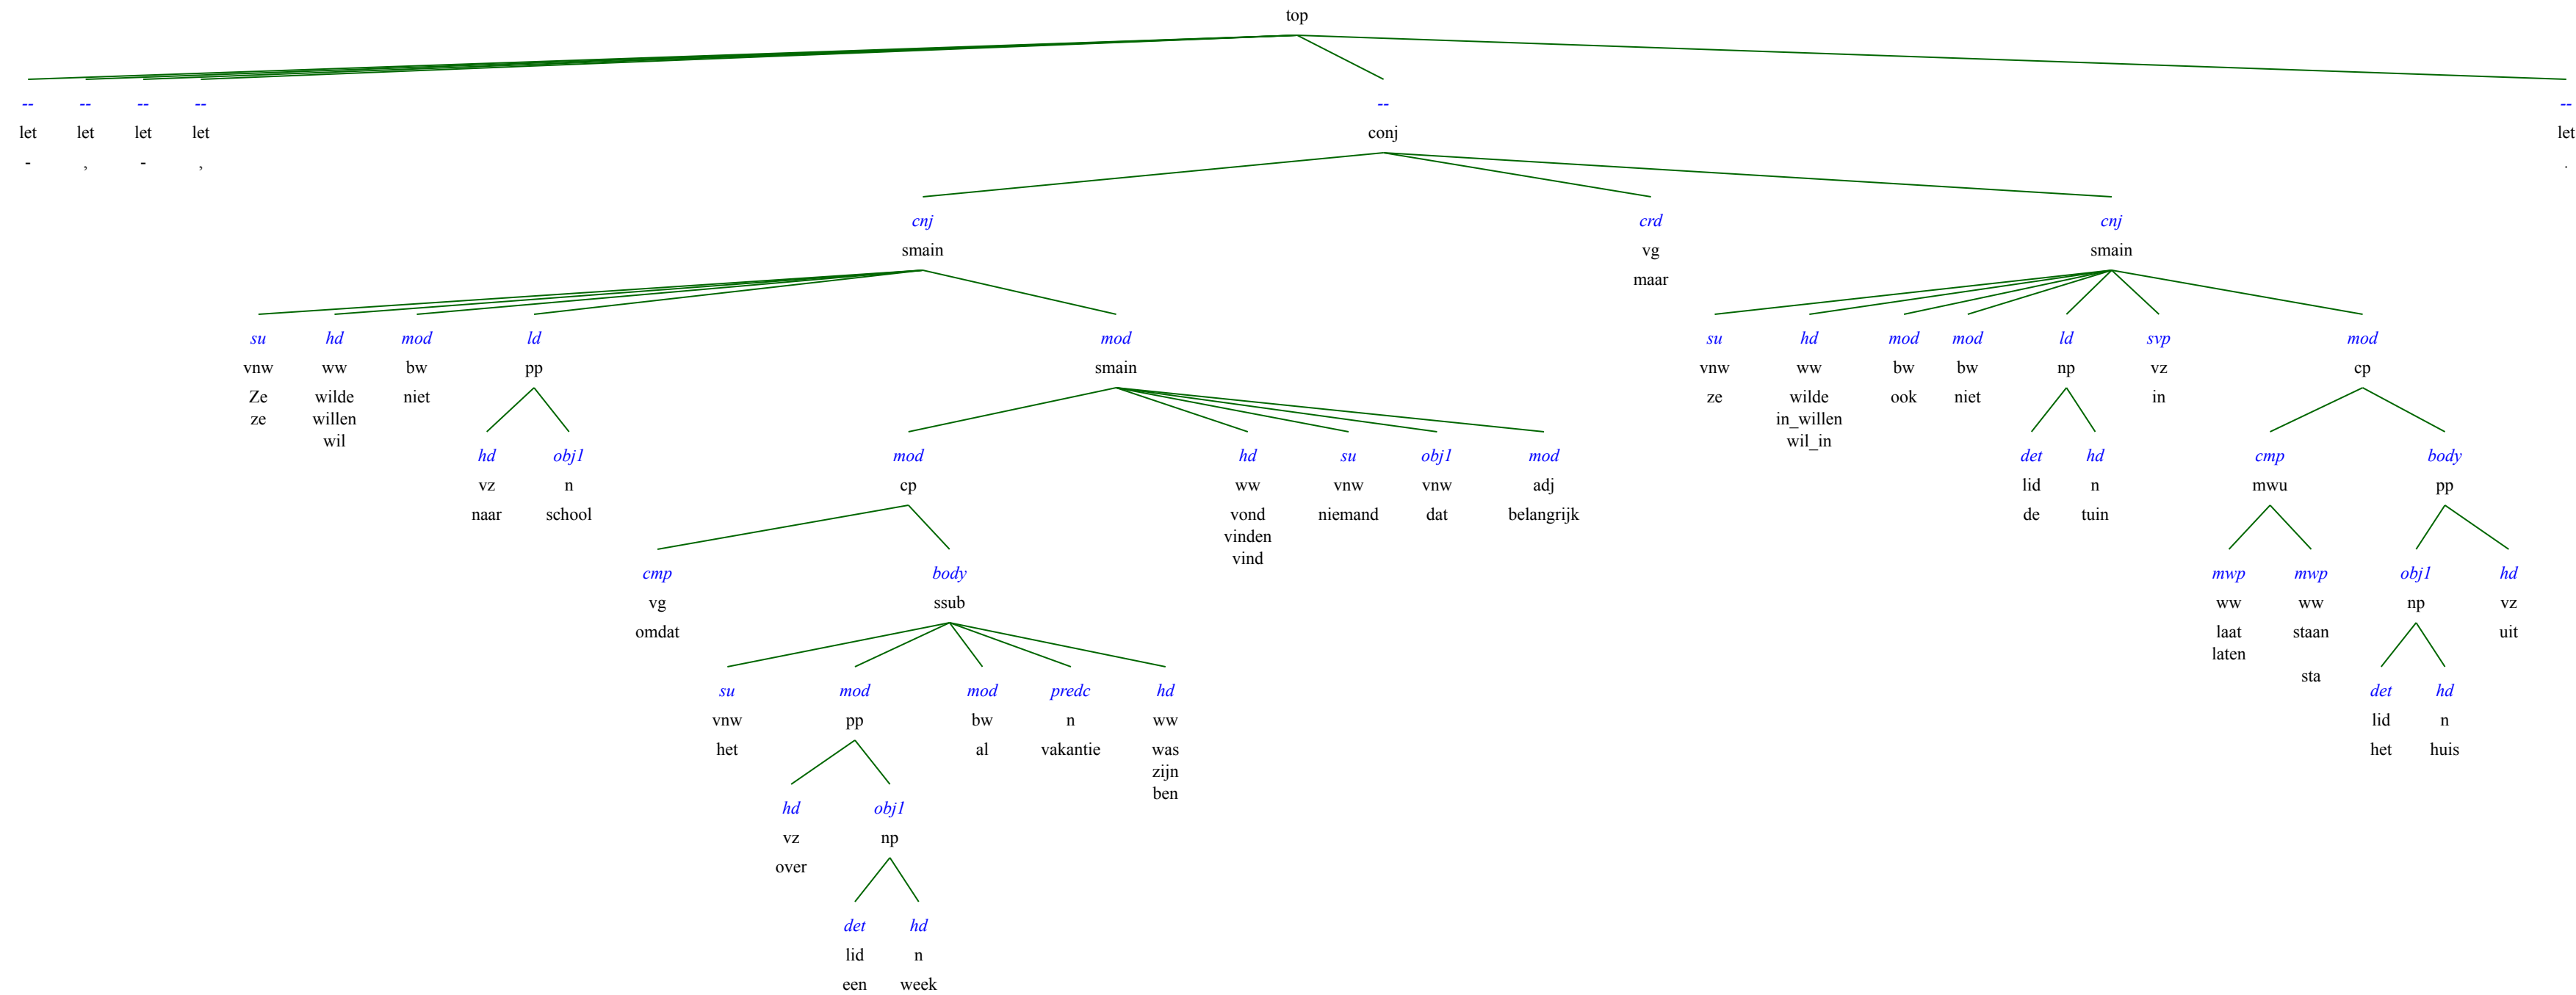 top
-- -- -- -- -- --
let let let let conj let
- , - , .
cnj crd cnj
smain vg smain
maar
su hd mod ld mod su hd mod mod ld svp mod
vnw ww bw pp smain vnw ww bw bw np vz cp
Ze wilde niet ze wilde ook niet in
ze willen in_willen
wil wil_in
hd obj1 mod hd su obj1 mod det hd cmp body
vz n cp ww vnw vnw adj lid n mwu pp
naar school vond niemand dat belangrijk de tuin
vinden
vind
cmp body mwp mwp obj1 hd
vg ssub ww ww np vz
omdat laat staan uit
laten
sta
su mod mod predc hd det hd
vnw pp bw n ww lid n
het al vakantie was het huis
zijn
ben
hd obj1
vz np
over
det hd
lid n
een week